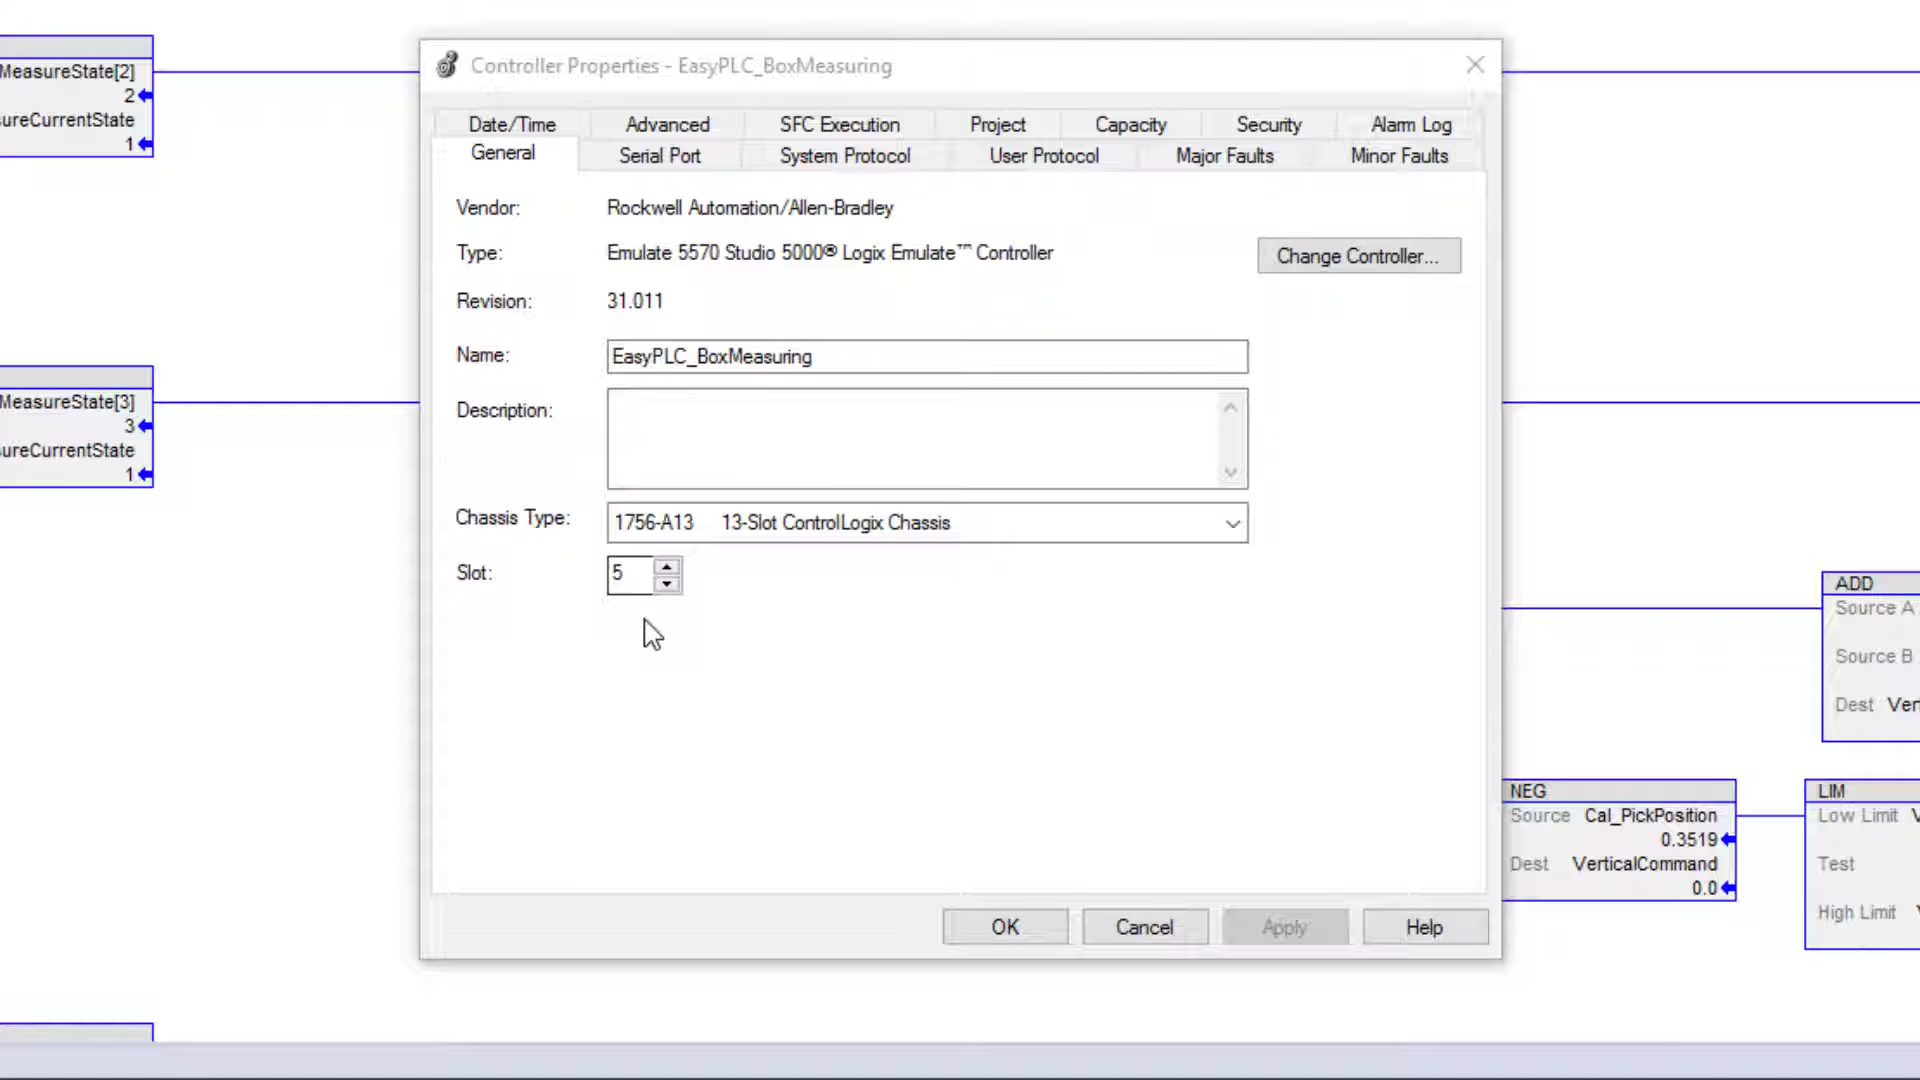 MeasureState[2]
2
sureCurrentState
1
MeasureState[3]
3
sureCurrentState
1
Controller Properties - EasyPLC_BoxMeasuring
Date/Time Advanced SFC Execution Project Capacity Security Alarm Log
General Serial Port System Protocol User Protocol Major Faults Minor Faults
Vendor: Rockwell Automation/Allen-Bradley
Type: Emulate 5570 Studio 5000® Logix Emulate™ Controller Change Controller...
Revision: 31.011
Name: EasyPLC_BoxMeasuring
Description:
Chassis Type: 1756-A13 13-Slot ControlLogix Chassis
Slot: 5
OK Cancel Apply Help
ADD
Source A
Source B
Dest Ver
NEG
Source Cal_PickPosition
0.3519
Dest VerticalCommand
0.0
LIM
Low Limit V
Test
High Limit